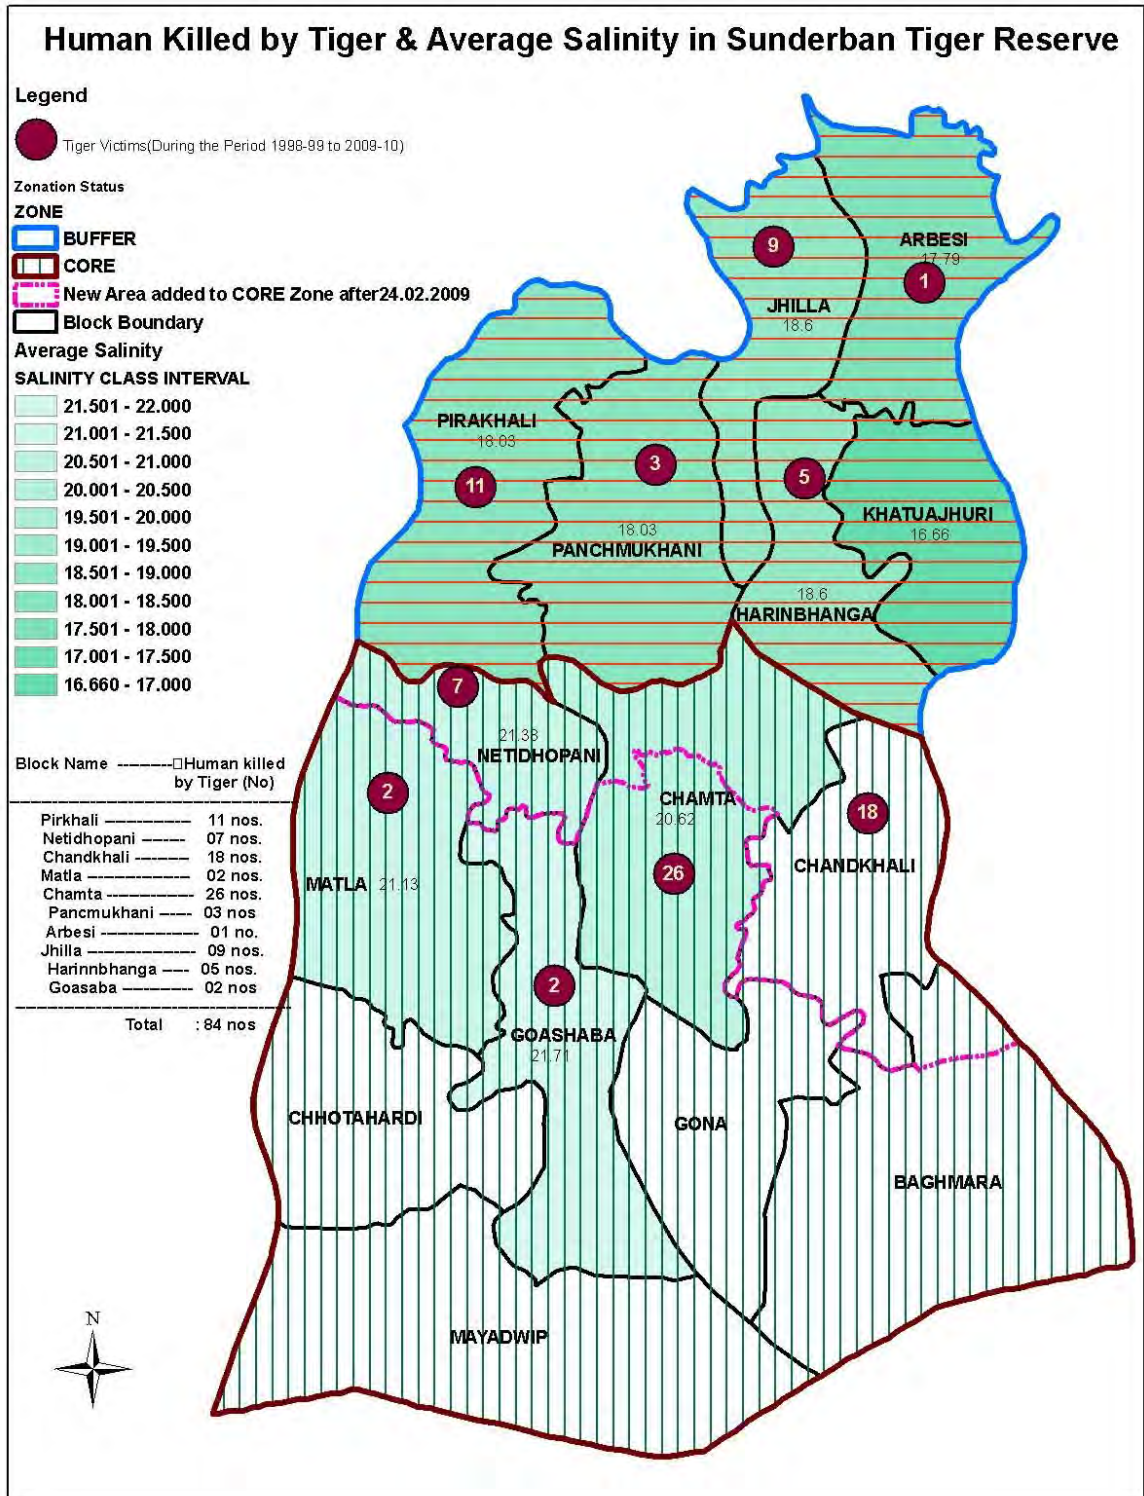 Human Killed by Tiger & Average Salinity in Sunderban Tiger Reserve
Legend
Tiger Victims(During the Period 1998-99 to 2009-10)
Zonation Status
ZONE
BUFFER
CORE
New Area added to CORE Zone after24.02.2009
Block Boundary
Average Salinity
SALINITY CLASS INTERVAL
21.501 - 22.000
21.001 - 21.500
20.501 - 21.000
20.001 - 20.500
19.501 - 20.000
19.001 - 19.500
18.501 - 19.000
18.001 - 18.500
17.501 - 18.000
17.001 - 17.500
16.660 - 17.000
Block Name --------□Human killed
by Tiger (No)
Pirkhali ---------------- 11 nos.
Netidhopani ------- 07 nos.
Chandkhali -------- 18 nos.
Matla ---------------- 02 nos.
Chamta ------------- 26 nos.
Pancmukhani ----- 03 nos
Arbesi ------------------ 01 no.
Jhilla -------------------- 09 nos.
Harinnbhanga ---- 05 nos.
Goasaba ------------- 02 nos
Total : 84 nos
9
ARBESI
17.79
1
JHILLA
18.6
PIRAKHALI
18.03
11
3
18.03
PANCHMUKHANI
5
KHATUAJHURI
16.66
18.6
HARINBHANGA
7
21.38
NETIDHOPANI
2
MATLA 21.13
CHAMTA
20.62
26
18
CHANDKHALI
2
GOASHABA
21.71
CHHOTAHARDI
GONA
BAGHMARA
MAYADWIP
N